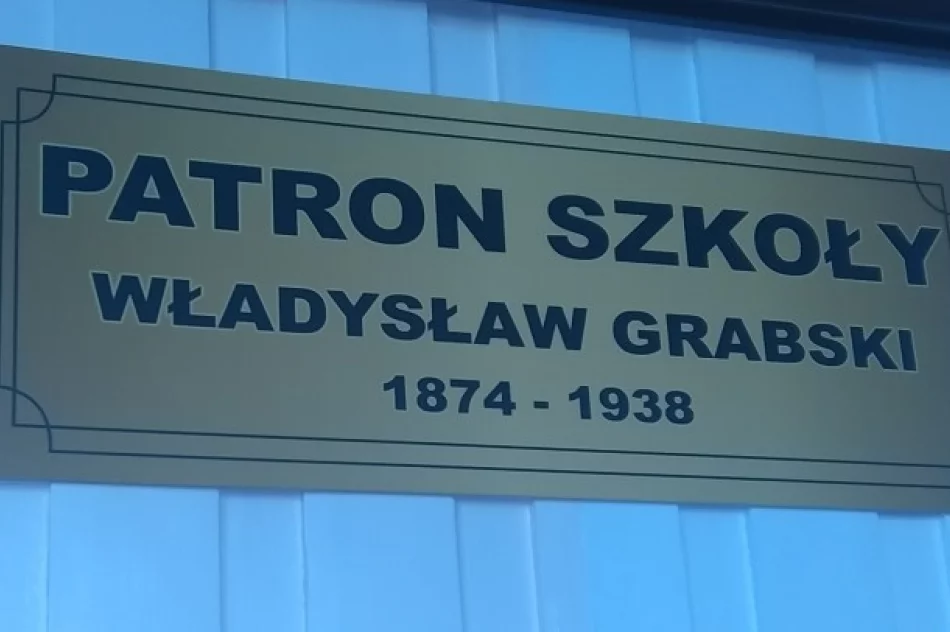 PATRON SZKOŁY
WŁADYSŁAW GRABSKI
1874 - 1938